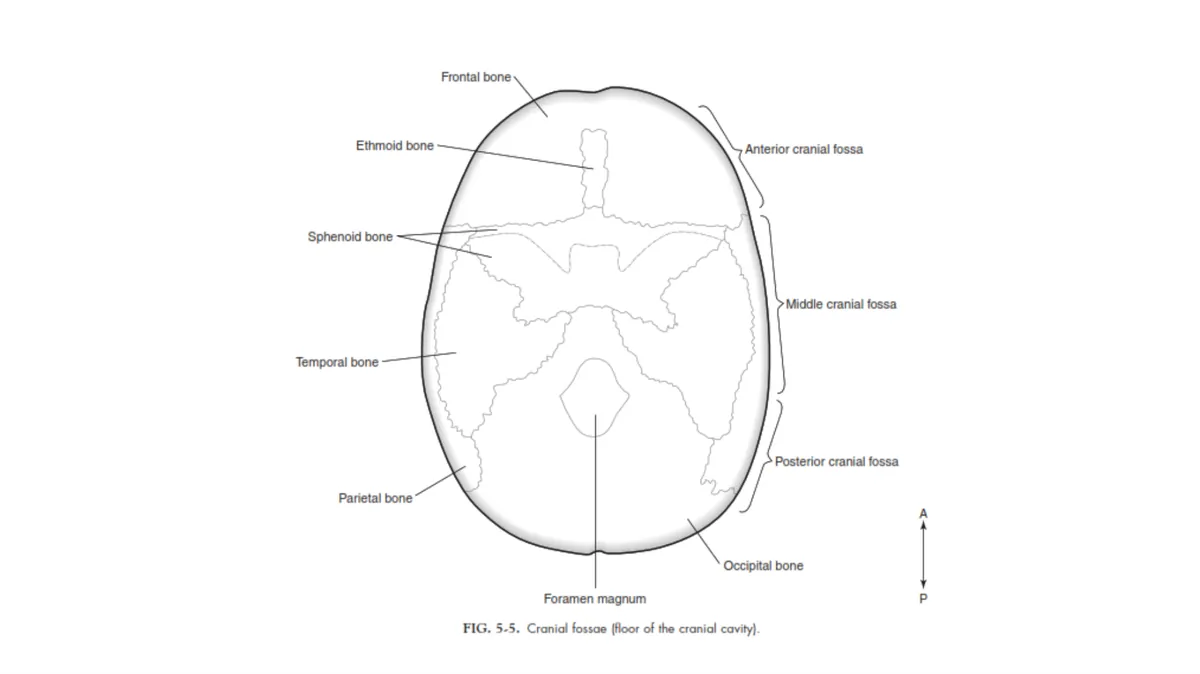 Frontal bone
Ethmoid bone
Anterior cranial fossa
Sphenoid bone
Middle cranial fossa
Temporal bone
Posterior cranial fossa
Parietal bone
A
Occipital bone
P
Foramen magnum
FIG. 5-5. Cranial fossae (floor of the cranial cavity).